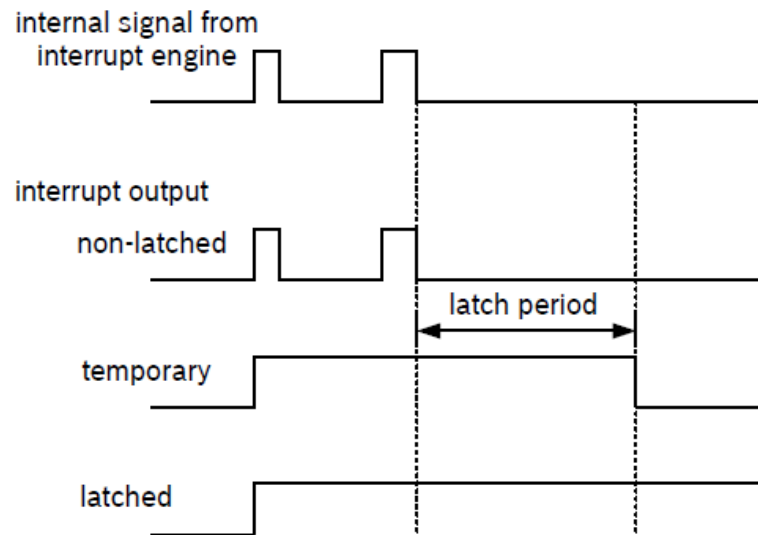 internal signal from
interrupt engine
interrupt output
non-latched
latch period
temporary
latched